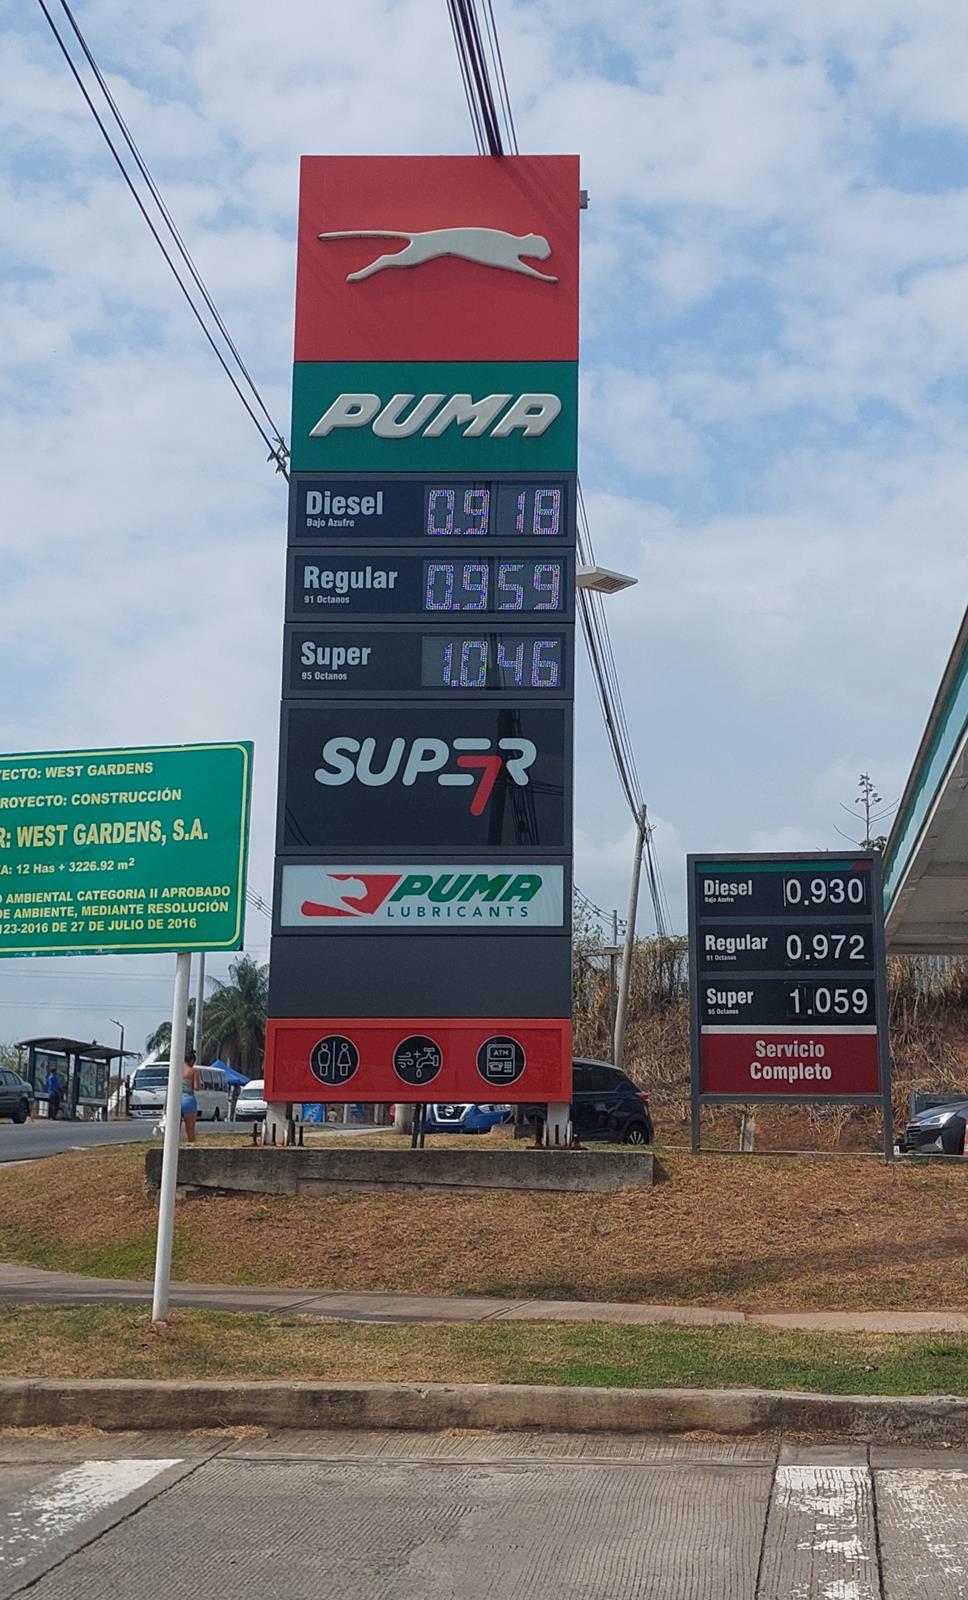 PUMA
Diesel 0.918
Bajo Azufre
Regular 0.959
91 Octanos
Super 1.046
95 Octanos
SUPER 7
PUMA
LUBRICANTS
ATM
WEST GARDENS
CONSTRUCCIÓN
WEST GARDENS, S.A.
12 Has + 3226.92 m²
AMBIENTAL CATEGORIA II APROBADO
DE AMBIENTE, MEDIANTE RESOLUCIÓN
123-2016 DE 27 DE JULIO DE 2016
Diesel 0.930
Bajo Azufre
Regular 0.972
91 Octanos
Super 1.059
95 Octanos
Servicio
Completo